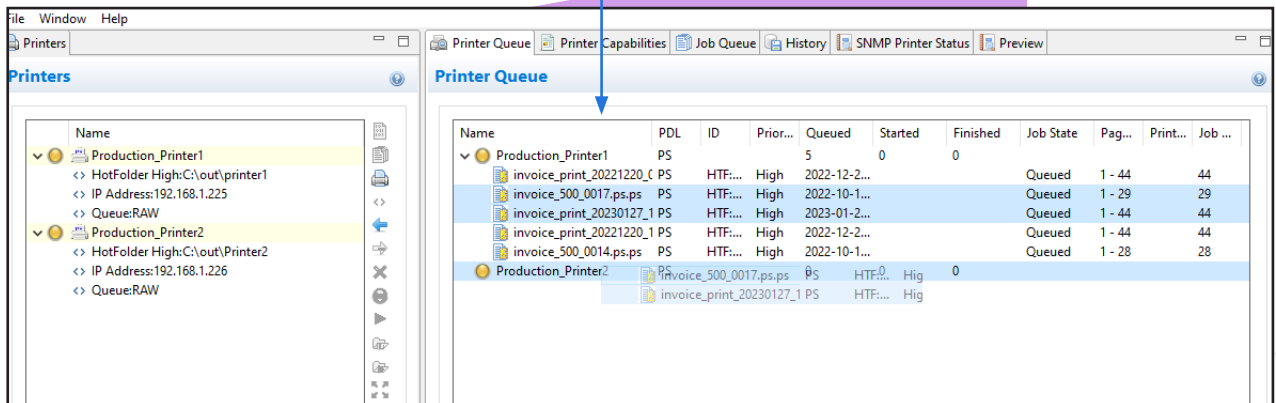 File Window Help
Printers
Printer Queue Printer Capabilities Job Queue History SNMP Printer Status Preview
Printers
Printer Queue
Name
Production_Printer1
<> HotFolder High:C:\out\printer1
<> IP Address:192.168.1.225
<> Queue:RAW
Production_Printer2
<> HotFolder High:C:\out\Printer2
<> IP Address:192.168.1.226
<> Queue:RAW
Name PDL ID Prior... Queued Started Finished Job State Pag... Print... Job ...
Production_Printer1 PS 5 0 0
invoice_print_20221220_0 PS HTF:... High 2022-12-2... Queued 1 - 44 44
invoice_500_0017.ps.ps PS HTF:... High 2022-10-1... Queued 1 - 29 29
invoice_print_20230127_1 PS HTF:... High 2023-01-2... Queued 1 - 44 44
invoice_print_20221220_1 PS HTF:... High 2022-12-2... Queued 1 - 44 44
invoice_500_0014.ps.ps PS HTF:... High 2022-10-1... Queued 1 - 28 28
Production_Printer2 PS 0 0 0
invoice_500_0017.ps.ps PS HTF:... Hig
invoice_print_20230127_1 PS HTF:... Hig